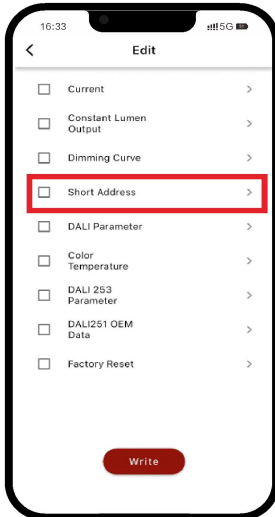 16:33
5G
Edit
Current
Constant Lumen
Output
Dimming Curve
Short Address
DALI Parameter
Color
Temperature
DALI 253
Parameter
DALI251 OEM
Data
Factory Reset
Write